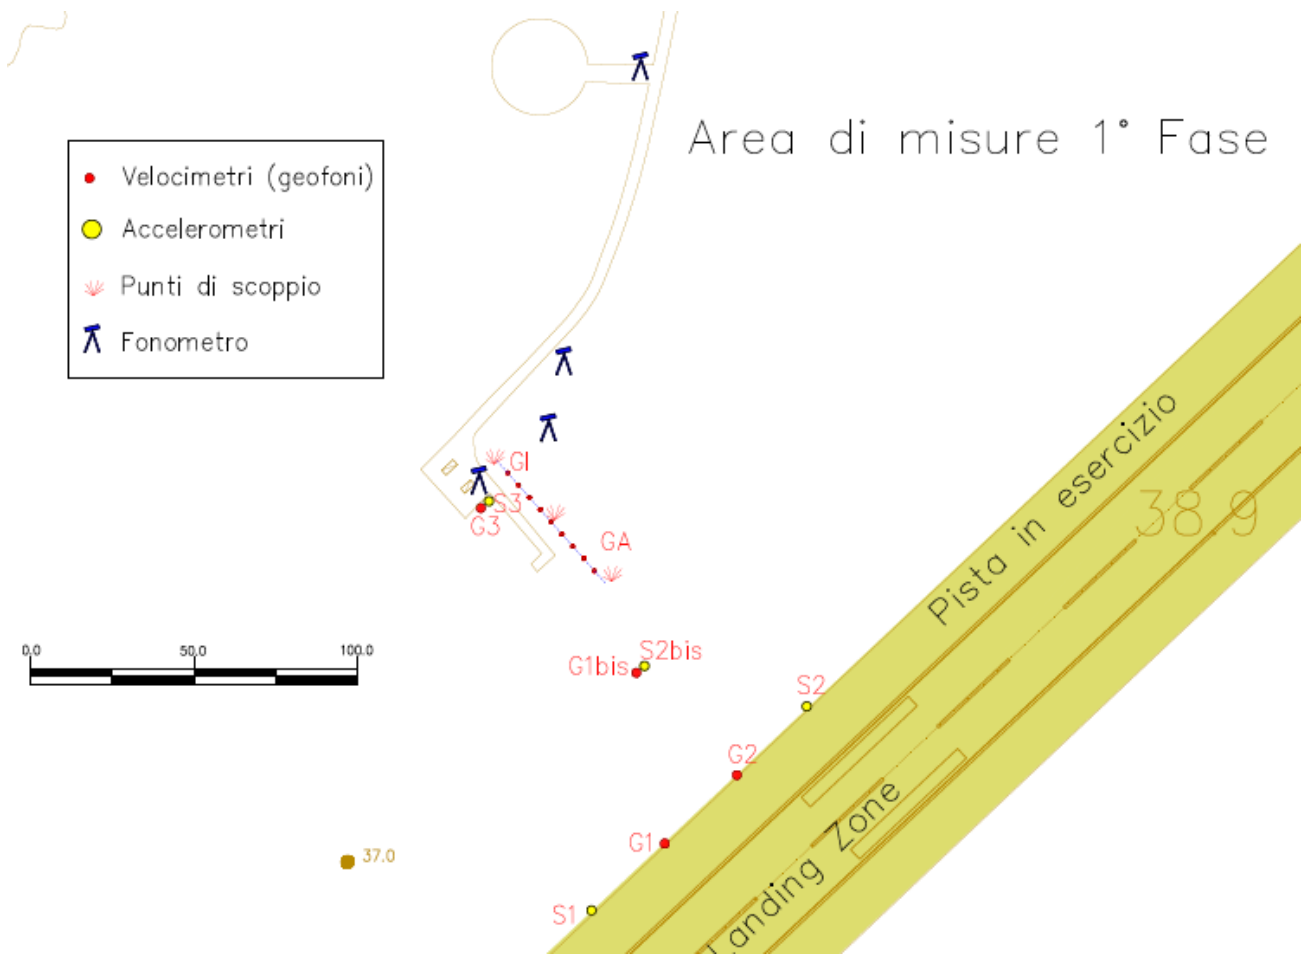 Area di misure 1° Fase
Velocimetri (geofoni)
Accelerometri
Punti di scoppio
Fonometro
GI
S3
G3
GA
Pista in esercizio
38 9
0.0 50.0 100.0
S2bis
G1bis
S2
G2
G1
Landing Zone
37.0
S1